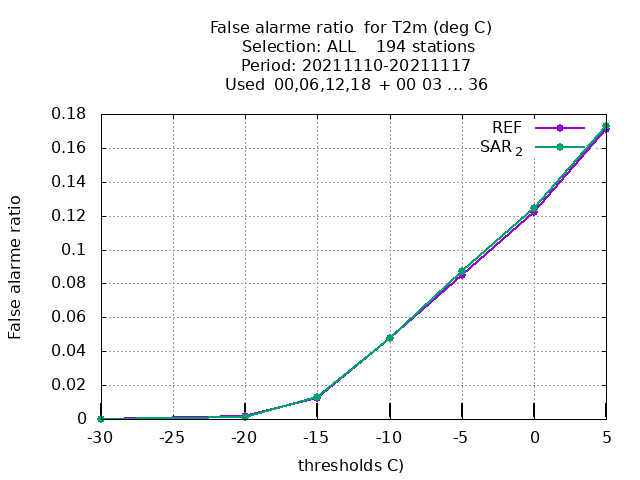 False alarme ratio  for T2m (deg C)
Selection: ALL    194 stations
Period: 20211110-20211117
Used  00,06,12,18  + 00 03 ... 36
REF
SAR 2
False alarme ratio
0.18
0.16
0.14
0.12
0.1
0.08
0.06
0.04
0.02
0
-30 -25 -20 -15 -10 -5 0 5
thresholds C)